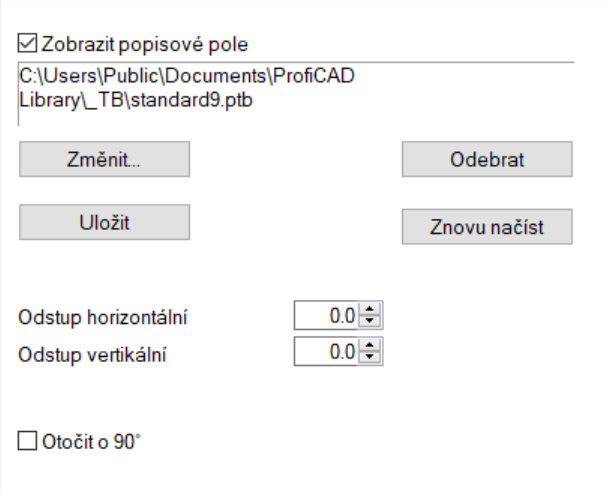 Zobrazit popisové pole
C:\Users\Public\Documents\ProfiCAD
Library\_TB\standard9.ptb
Změnit...
Odebrat
Uložit
Znovu načíst
Odstup horizontální 0.0
Odstup vertikální 0.0
Otočit o 90°